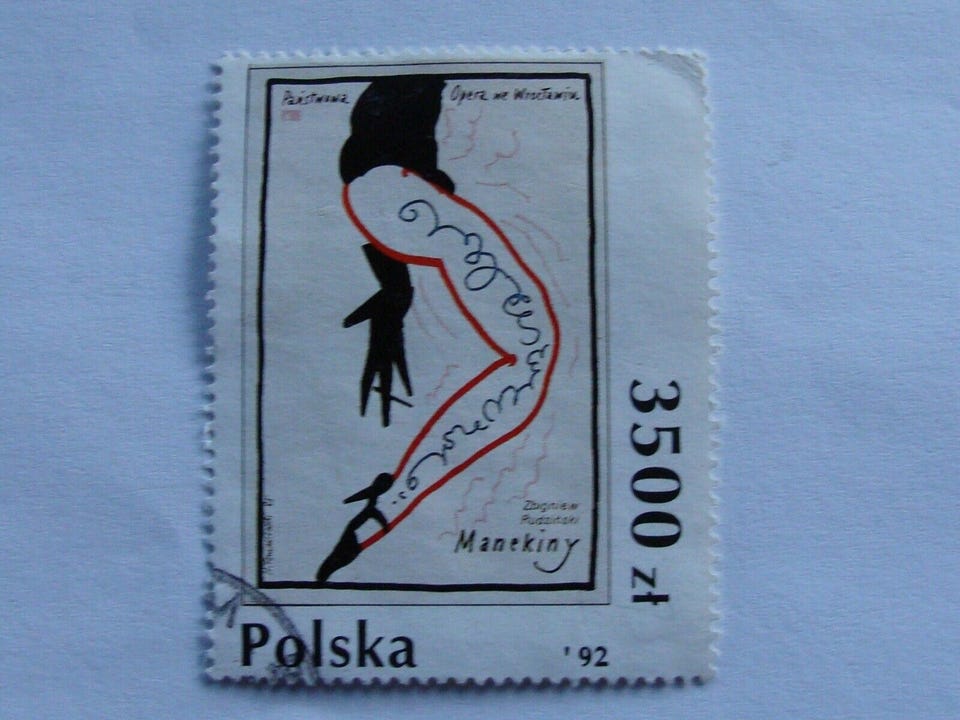 Państwowa Opera we Wrocławiu
Zbigniew
Rudziński
Manekiny
3500 zł
Polska '92